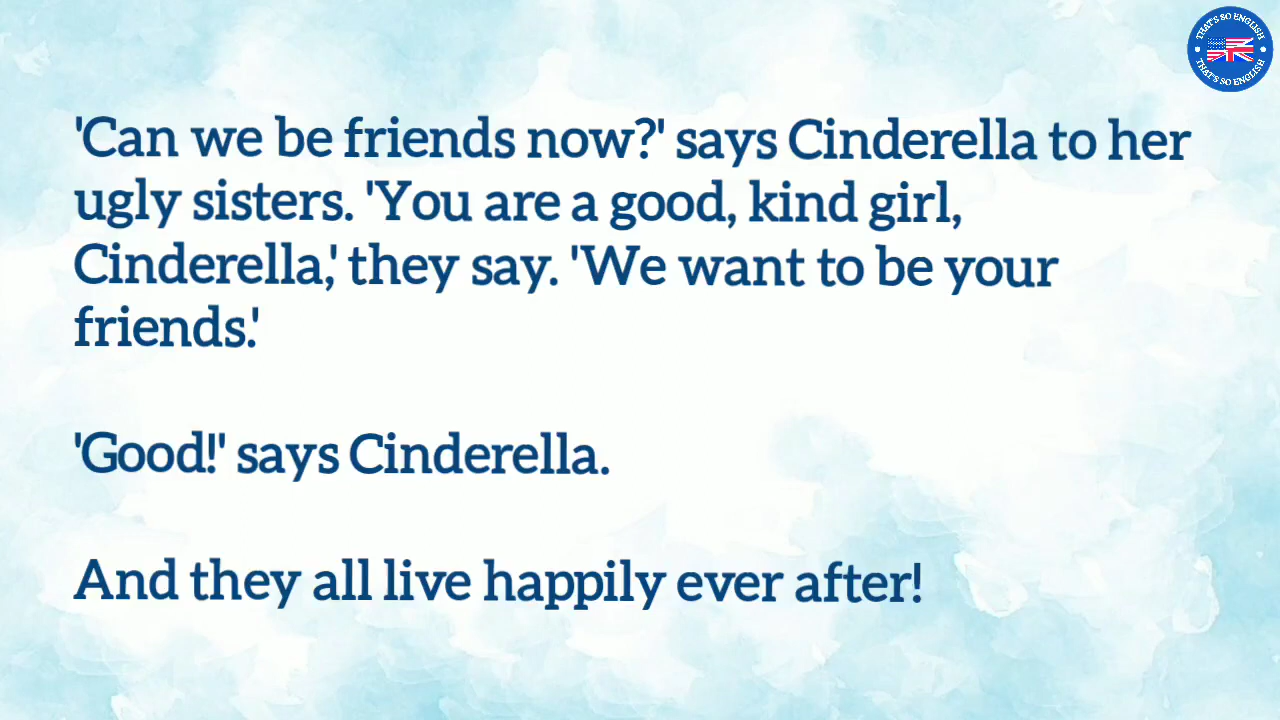 THAT'S SO ENGLISH
THAT'S SO ENGLISH
'Can we be friends now?' says Cinderella to her
ugly sisters. 'You are a good, kind girl,
Cinderella,' they say. 'We want to be your
friends.'
'Good!' says Cinderella.
And they all live happily ever after!